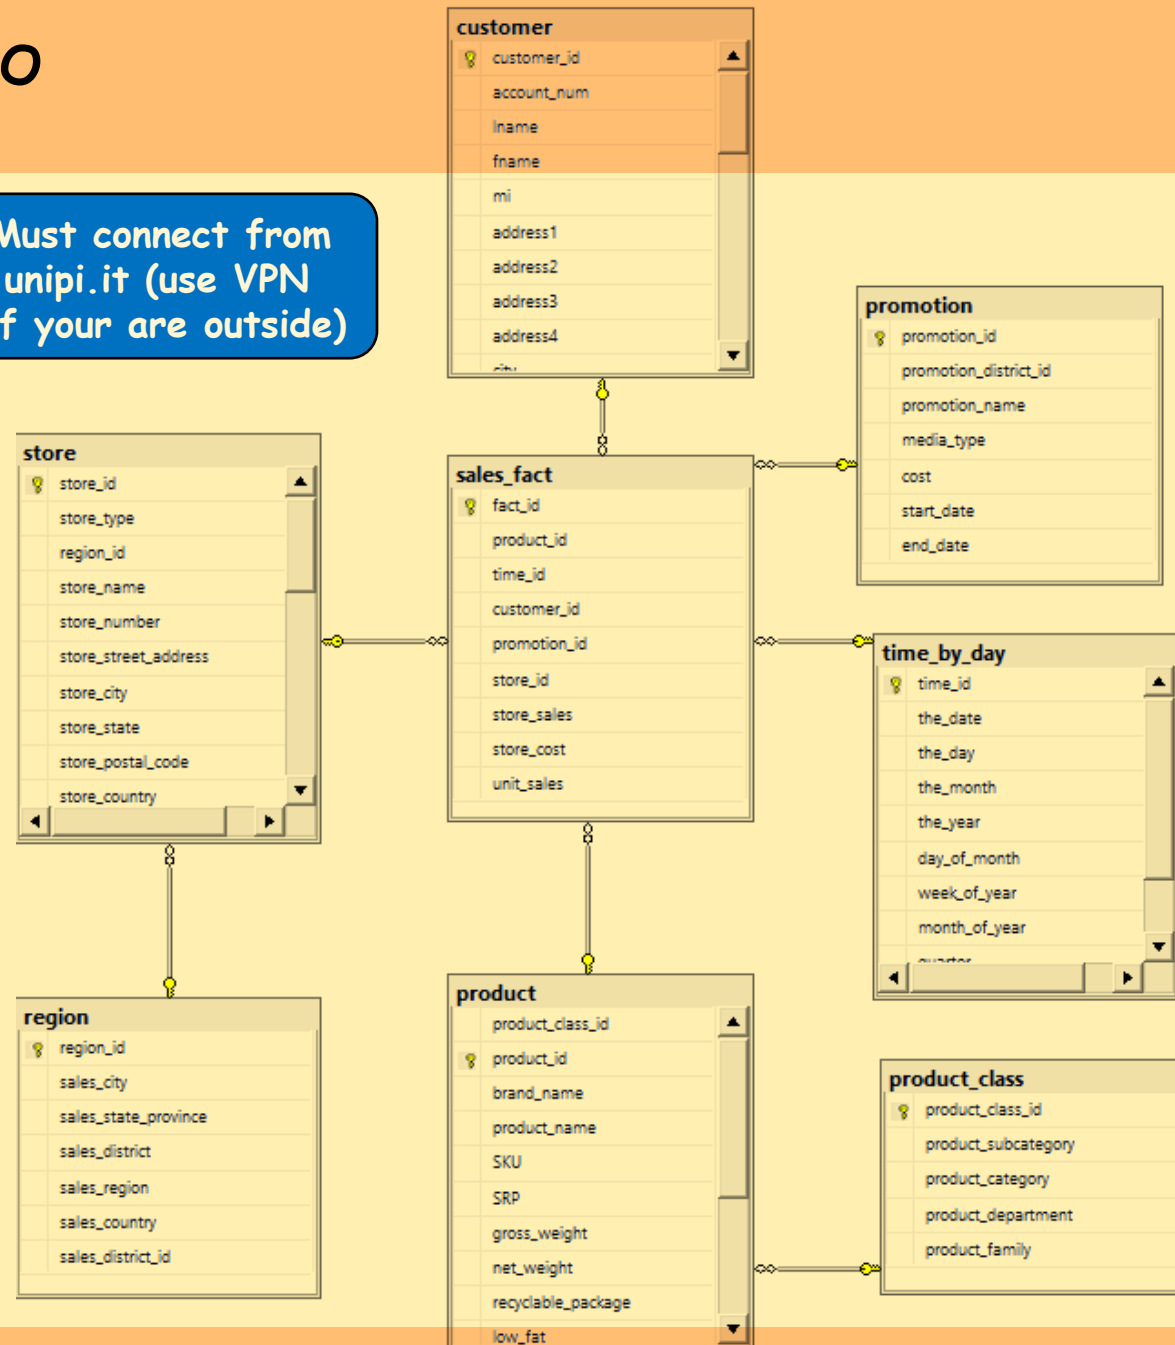 o
Must connect from
unipi.it (use VPN
if your are outside)
customer
customer_id
account_num
lname
fname
mi
address1
address2
address3
address4
city
promotion
promotion_id
promotion_district_id
promotion_name
media_type
cost
start_date
end_date
store
store_id
store_type
region_id
store_name
store_number
store_street_address
store_city
store_state
store_postal_code
store_country
sales_fact
fact_id
product_id
time_id
customer_id
promotion_id
store_id
store_sales
store_cost
unit_sales
time_by_day
time_id
the_date
the_day
the_month
the_year
day_of_month
week_of_year
month_of_year
quarter
region
region_id
sales_city
sales_state_province
sales_district
sales_region
sales_country
sales_district_id
product
product_class_id
product_id
brand_name
product_name
SKU
SRP
gross_weight
net_weight
recyclable_package
low_fat
product_class
product_class_id
product_subcategory
product_category
product_department
product_family